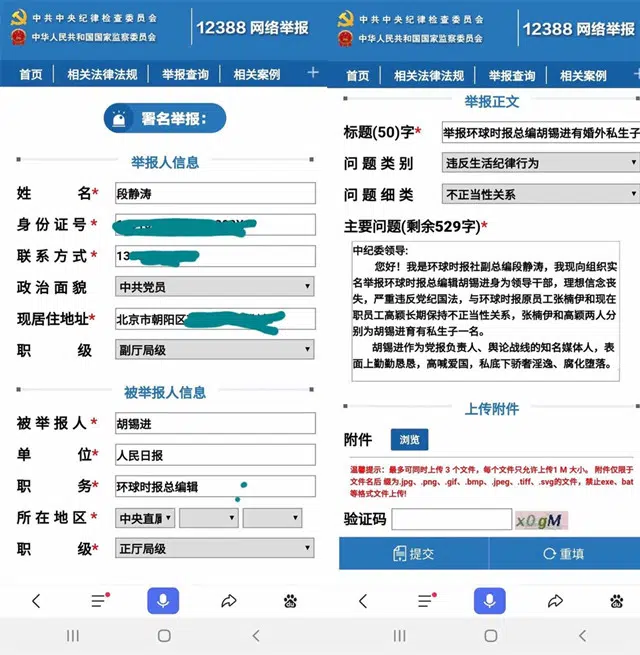 中共中央纪律检查委员会
中华人民共和国国家监察委员会
12388 网络举报
首页 相关法律法规 举报查询 相关案例 +
署名举报:
举报人信息
姓名* 段静涛
身份证号*
联系方式* 13
政治面貌 中共党员
现居住地址* 北京市朝阳区
职级 副厅局级
被举报人信息
被举报人* 胡锡进
单位* 人民日报
职务* 环球时报总编辑
所在地区* 中央直属
职级* 正厅局级
中共中央纪律检查委员会
中华人民共和国国家监察委员会
12388 网络举报
首页 相关法律法规 举报查询 相关案例
举报正文
标题(50)字* 举报环球时报总编胡锡进有婚外私生子
问题类别 违反生活纪律行为
问题细类 不正当性关系
主要问题(剩余529字)*
中纪委领导:
您好！我是环球时报社副总编段静涛，我现向组织实
名举报环球时报总编辑胡锡进身为领导干部，理想信念丧
失，严重违反党纪国法，与环球时报原员工张楠伊和现在
职员工高颖长期保持不正当性关系，张楠伊和高颖两人分
别为胡锡进育有私生子一名。
胡锡进作为党报负责人、舆论战线的知名媒体人，表
面上勤勤恳恳，高喊爱国，私底下骄奢淫逸、腐化堕落。
上传附件
附件 浏览
温馨提示：最多可同时上传 3 个文件，每个文件只允许上传1 M 大小。 附件仅限于
文件名后 缀为.jpg、.png、.gif、.bmp、.jpeg、.tiff、.svg的文件，禁止exe、bat
等格式文件上传!
验证码 x0gM
提交 重填